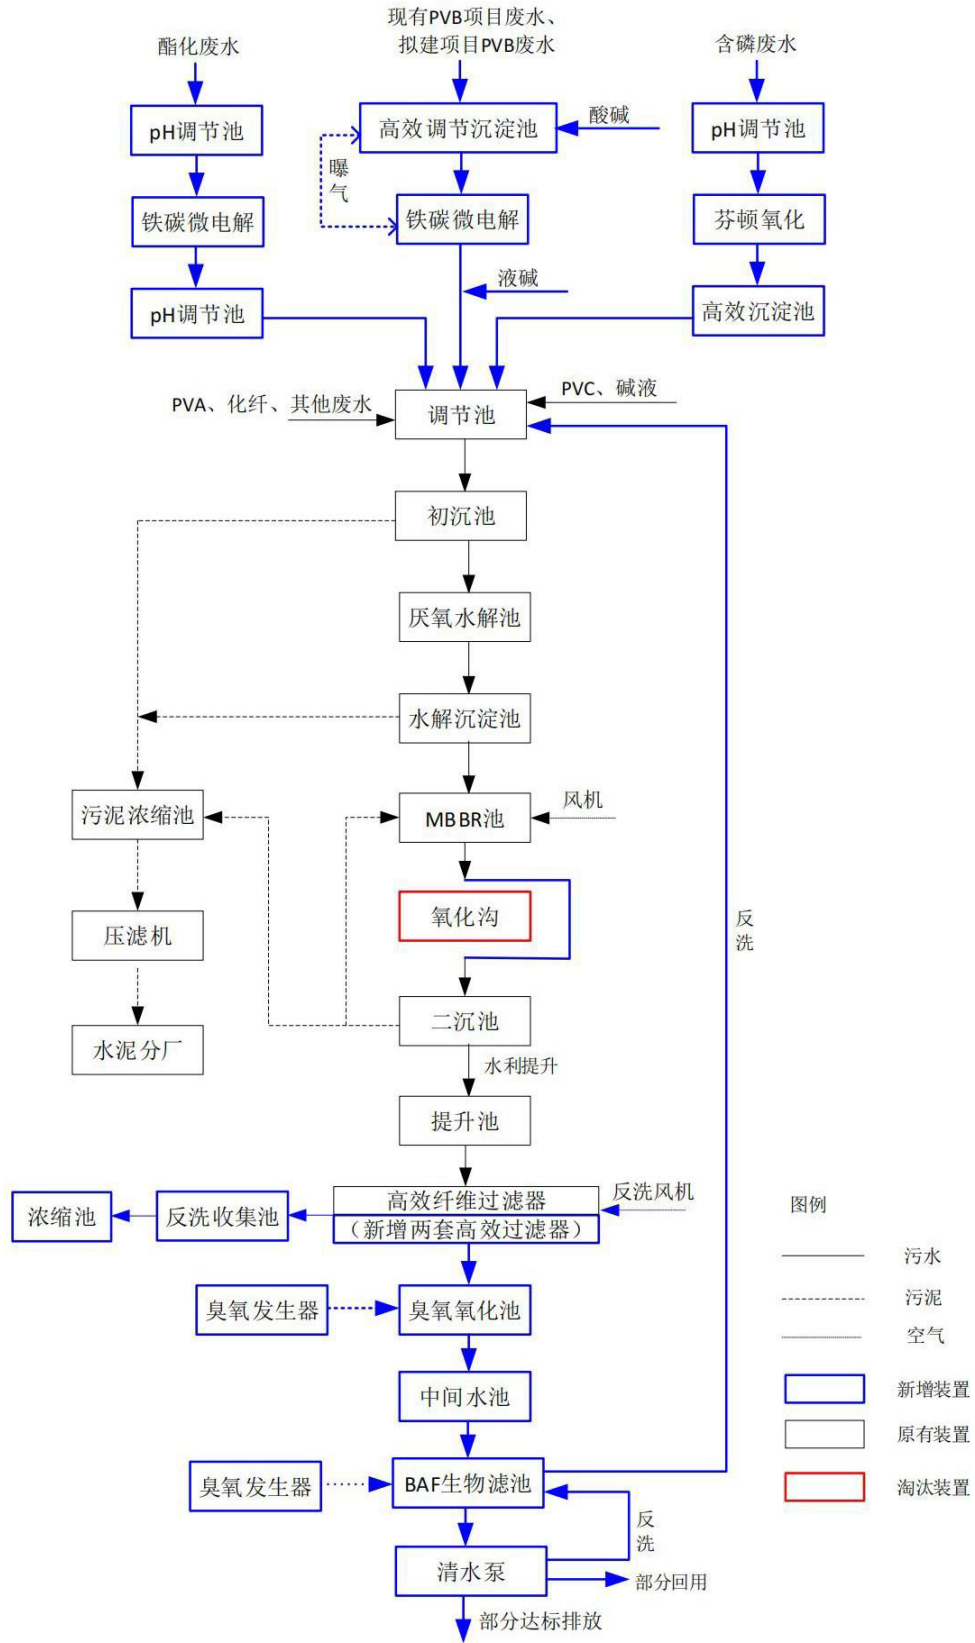 现有PVB项目废水、
拟建项目PVB废水
酯化废水
含磷废水
pH调节池
高效调节沉淀池
酸碱
pH调节池
曝
气
铁碳微电解
铁碳微电解
芬顿氧化
液碱
pH调节池
高效沉淀池
PVA、化纤、其他废水
调节池
PVC、碱液
初沉池
厌氧水解池
水解沉淀池
污泥浓缩池
MBBR池
风机
压滤机
氧化沟
反
洗
水泥分厂
二沉池
水利提升
提升池
浓缩池
反洗收集池
高效纤维过滤器
（新增两套高效过滤器）
反洗风机
臭氧发生器
臭氧氧化池
中间水池
臭氧发生器
BAF生物滤池
反
洗
清水泵
部分回用
部分达标排放
图例
污水
污泥
空气
新增装置
原有装置
淘汰装置